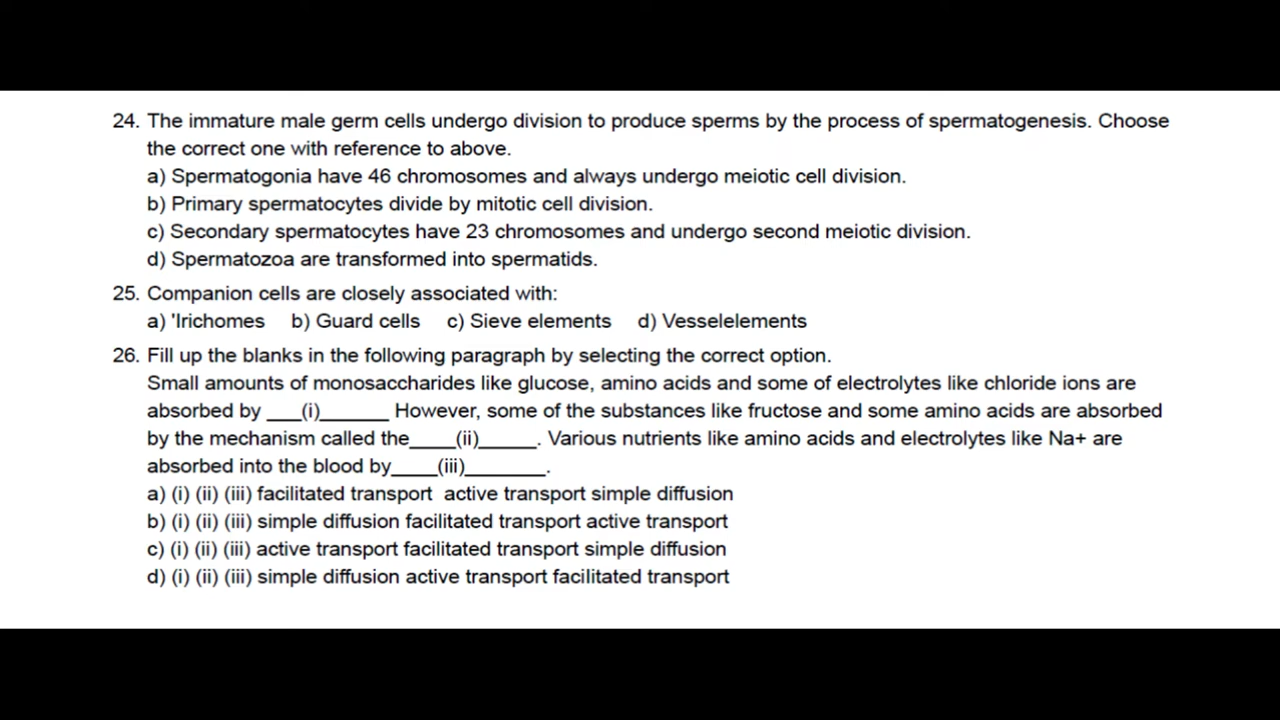 24. The immature male germ cells undergo division to produce sperms by the process of spermatogenesis. Choose
the correct one with reference to above.
a) Spermatogonia have 46 chromosomes and always undergo meiotic cell division.
b) Primary spermatocytes divide by mitotic cell division.
c) Secondary spermatocytes have 23 chromosomes and undergo second meiotic division.
d) Spermatozoa are transformed into spermatids.
25. Companion cells are closely associated with:
a) 'Irichomes b) Guard cells c) Sieve elements d) Vesselelements
26. Fill up the blanks in the following paragraph by selecting the correct option.
Small amounts of monosaccharides like glucose, amino acids and some of electrolytes like chloride ions are
absorbed by ___(i)______ However, some of the substances like fructose and some amino acids are absorbed
by the mechanism called the____(ii)_____. Various nutrients like amino acids and electrolytes like Na+ are
absorbed into the blood by____(iii)_______.
a) (i) (ii) (iii) facilitated transport active transport simple diffusion
b) (i) (ii) (iii) simple diffusion facilitated transport active transport
c) (i) (ii) (iii) active transport facilitated transport simple diffusion
d) (i) (ii) (iii) simple diffusion active transport facilitated transport